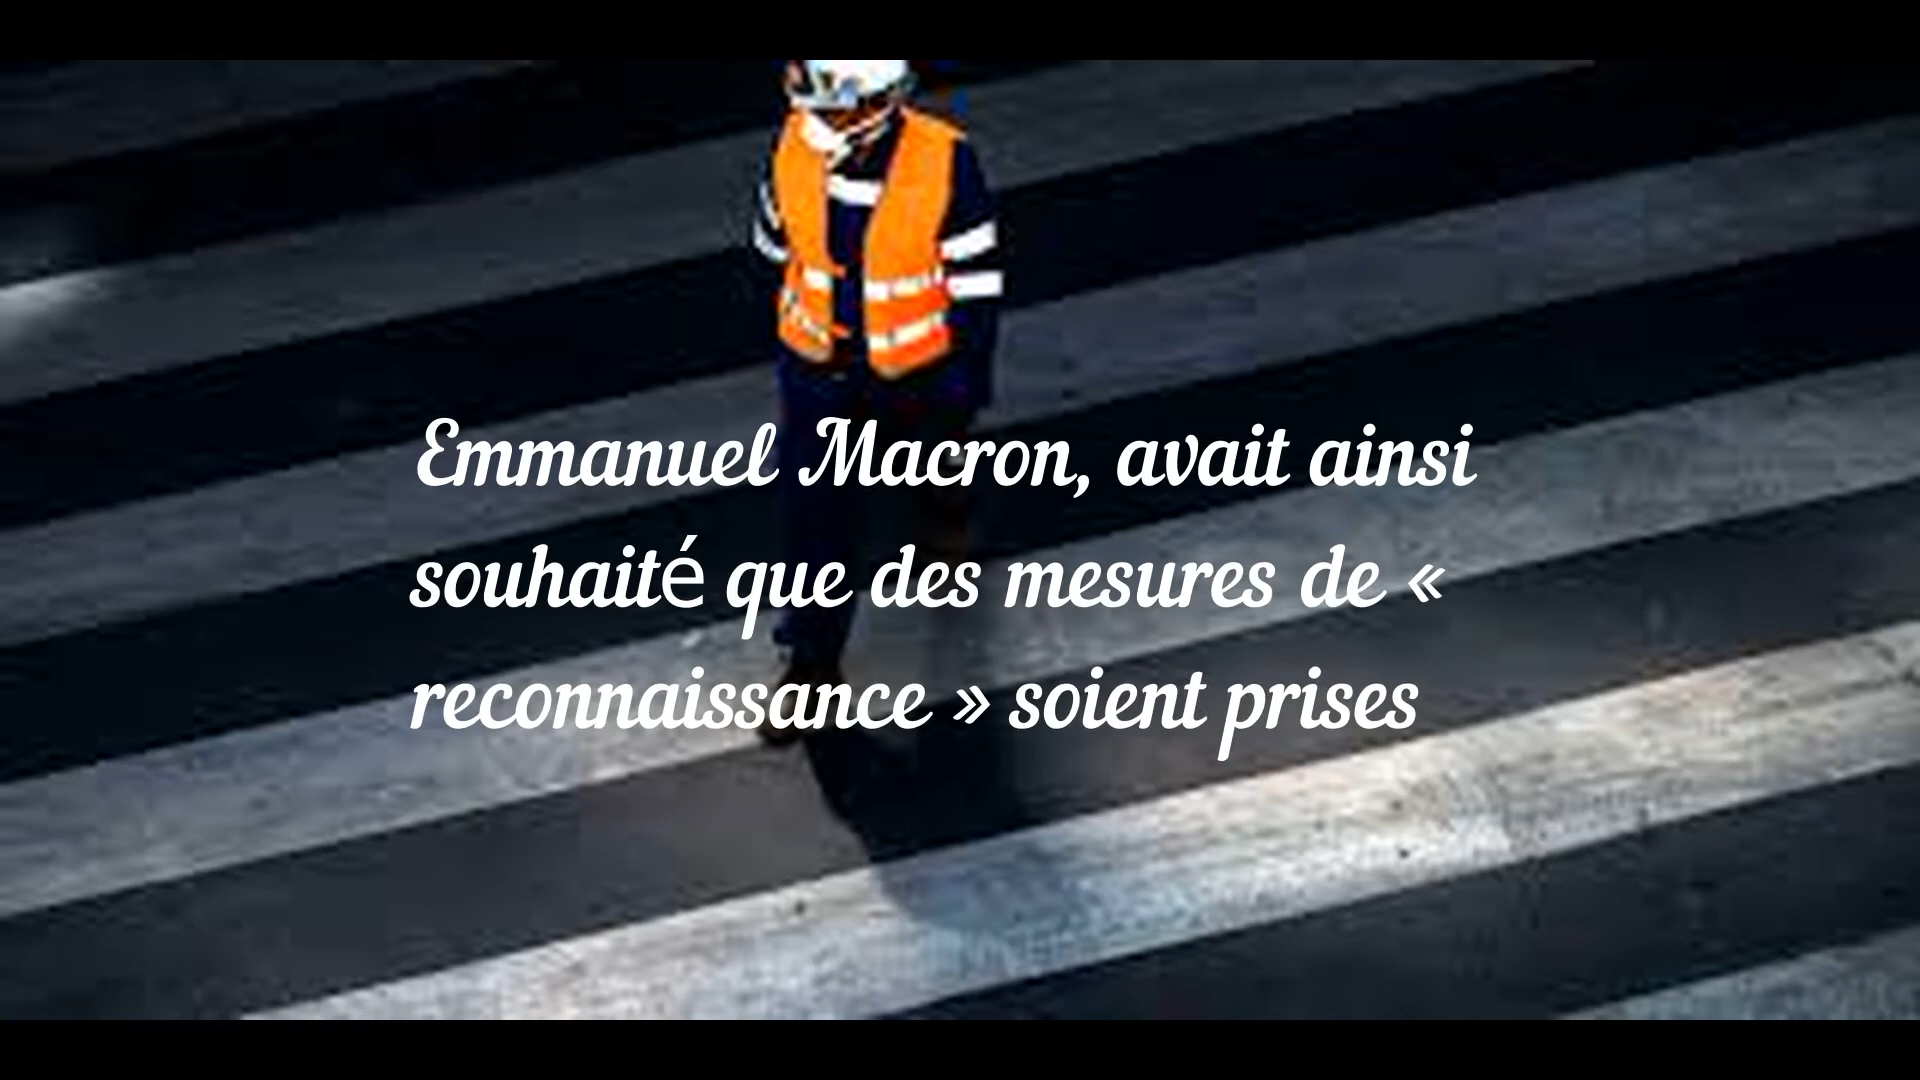 Emmanuel Macron, avait ainsi
souhaité que des mesures de «
reconnaissance » soient prises